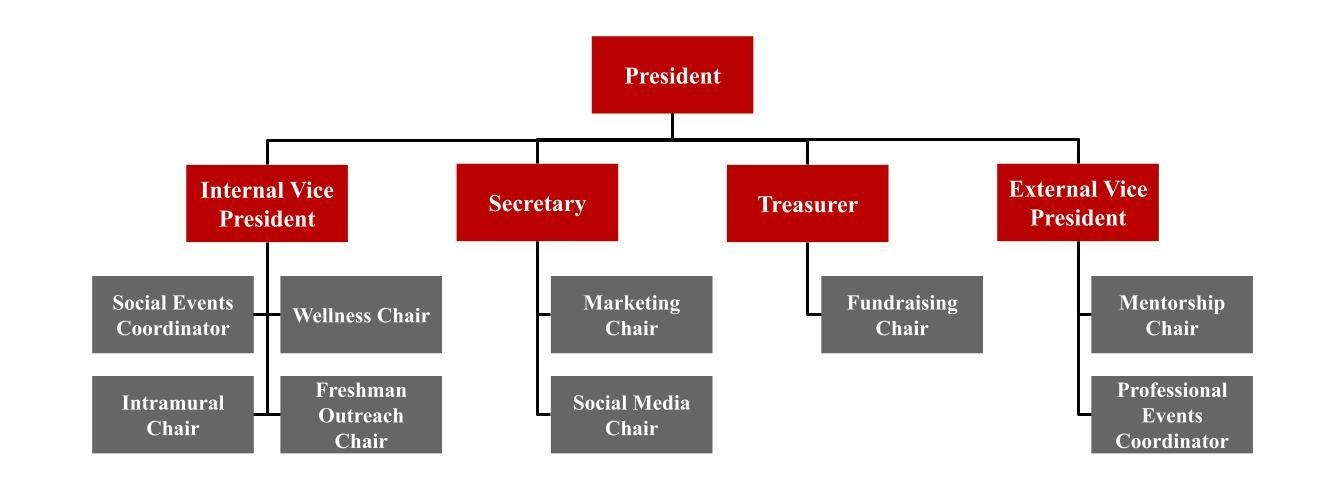 President
Internal Vice
President
Secretary
Treasurer
External Vice
President
Social Events
Coordinator
Wellness Chair
Marketing
Chair
Fundraising
Chair
Mentorship
Chair
Intramural
Chair
Freshman
Outreach
Chair
Social Media
Chair
Professional
Events
Coordinator